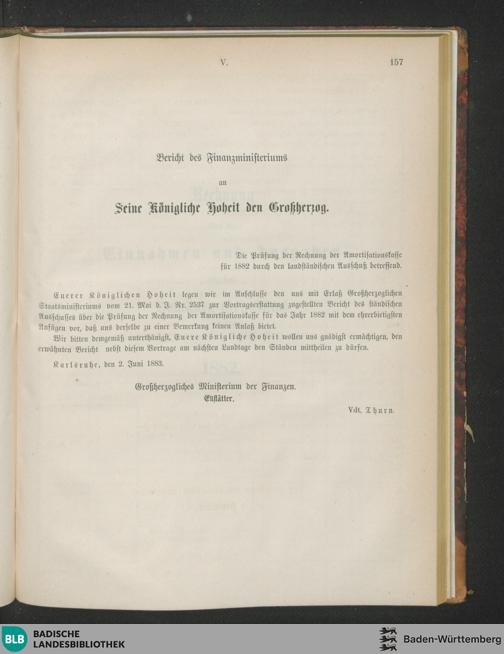 V.
157
Bericht des Finanzministeriums
an
Seine Königliche Hoheit den Großherzog.
Die Prüfung der Rechnung der Amortisationskasse
für 1882 durch den landständischen Ausschuß betreffend.
Euerer Königlichen Hoheit legen wir im Anschlusse den uns mit Erlaß Großherzoglichen
Staatsministeriums vom 21. Mai d. J. Nr. 2537 zur Vortragserstattung zugestellten Bericht des ständischen
Ausschusses über die Prüfung der Rechnung der Amortisationskasse für das Jahr 1882 mit dem ehrerbietigsten
Anfügen vor, daß uns derselbe zu einer Bemerkung keinen Anlaß bietet.
Wir bitten demgemäß unterthänigst, Euere Königliche Hoheit wollen uns gnädigst ermächtigen, den
erwähnten Bericht nebst diesem Vortrage am nächsten Landtage den Ständen mittheilen zu dürfen.
Karlsruhe, den 2. Juni 1883.
Großherzogliches Ministerium der Finanzen.
Ellstätter.
Vdt. Thurn.
BLB BADISCHE
LANDESBIBLIOTHEK
Baden-Württemberg